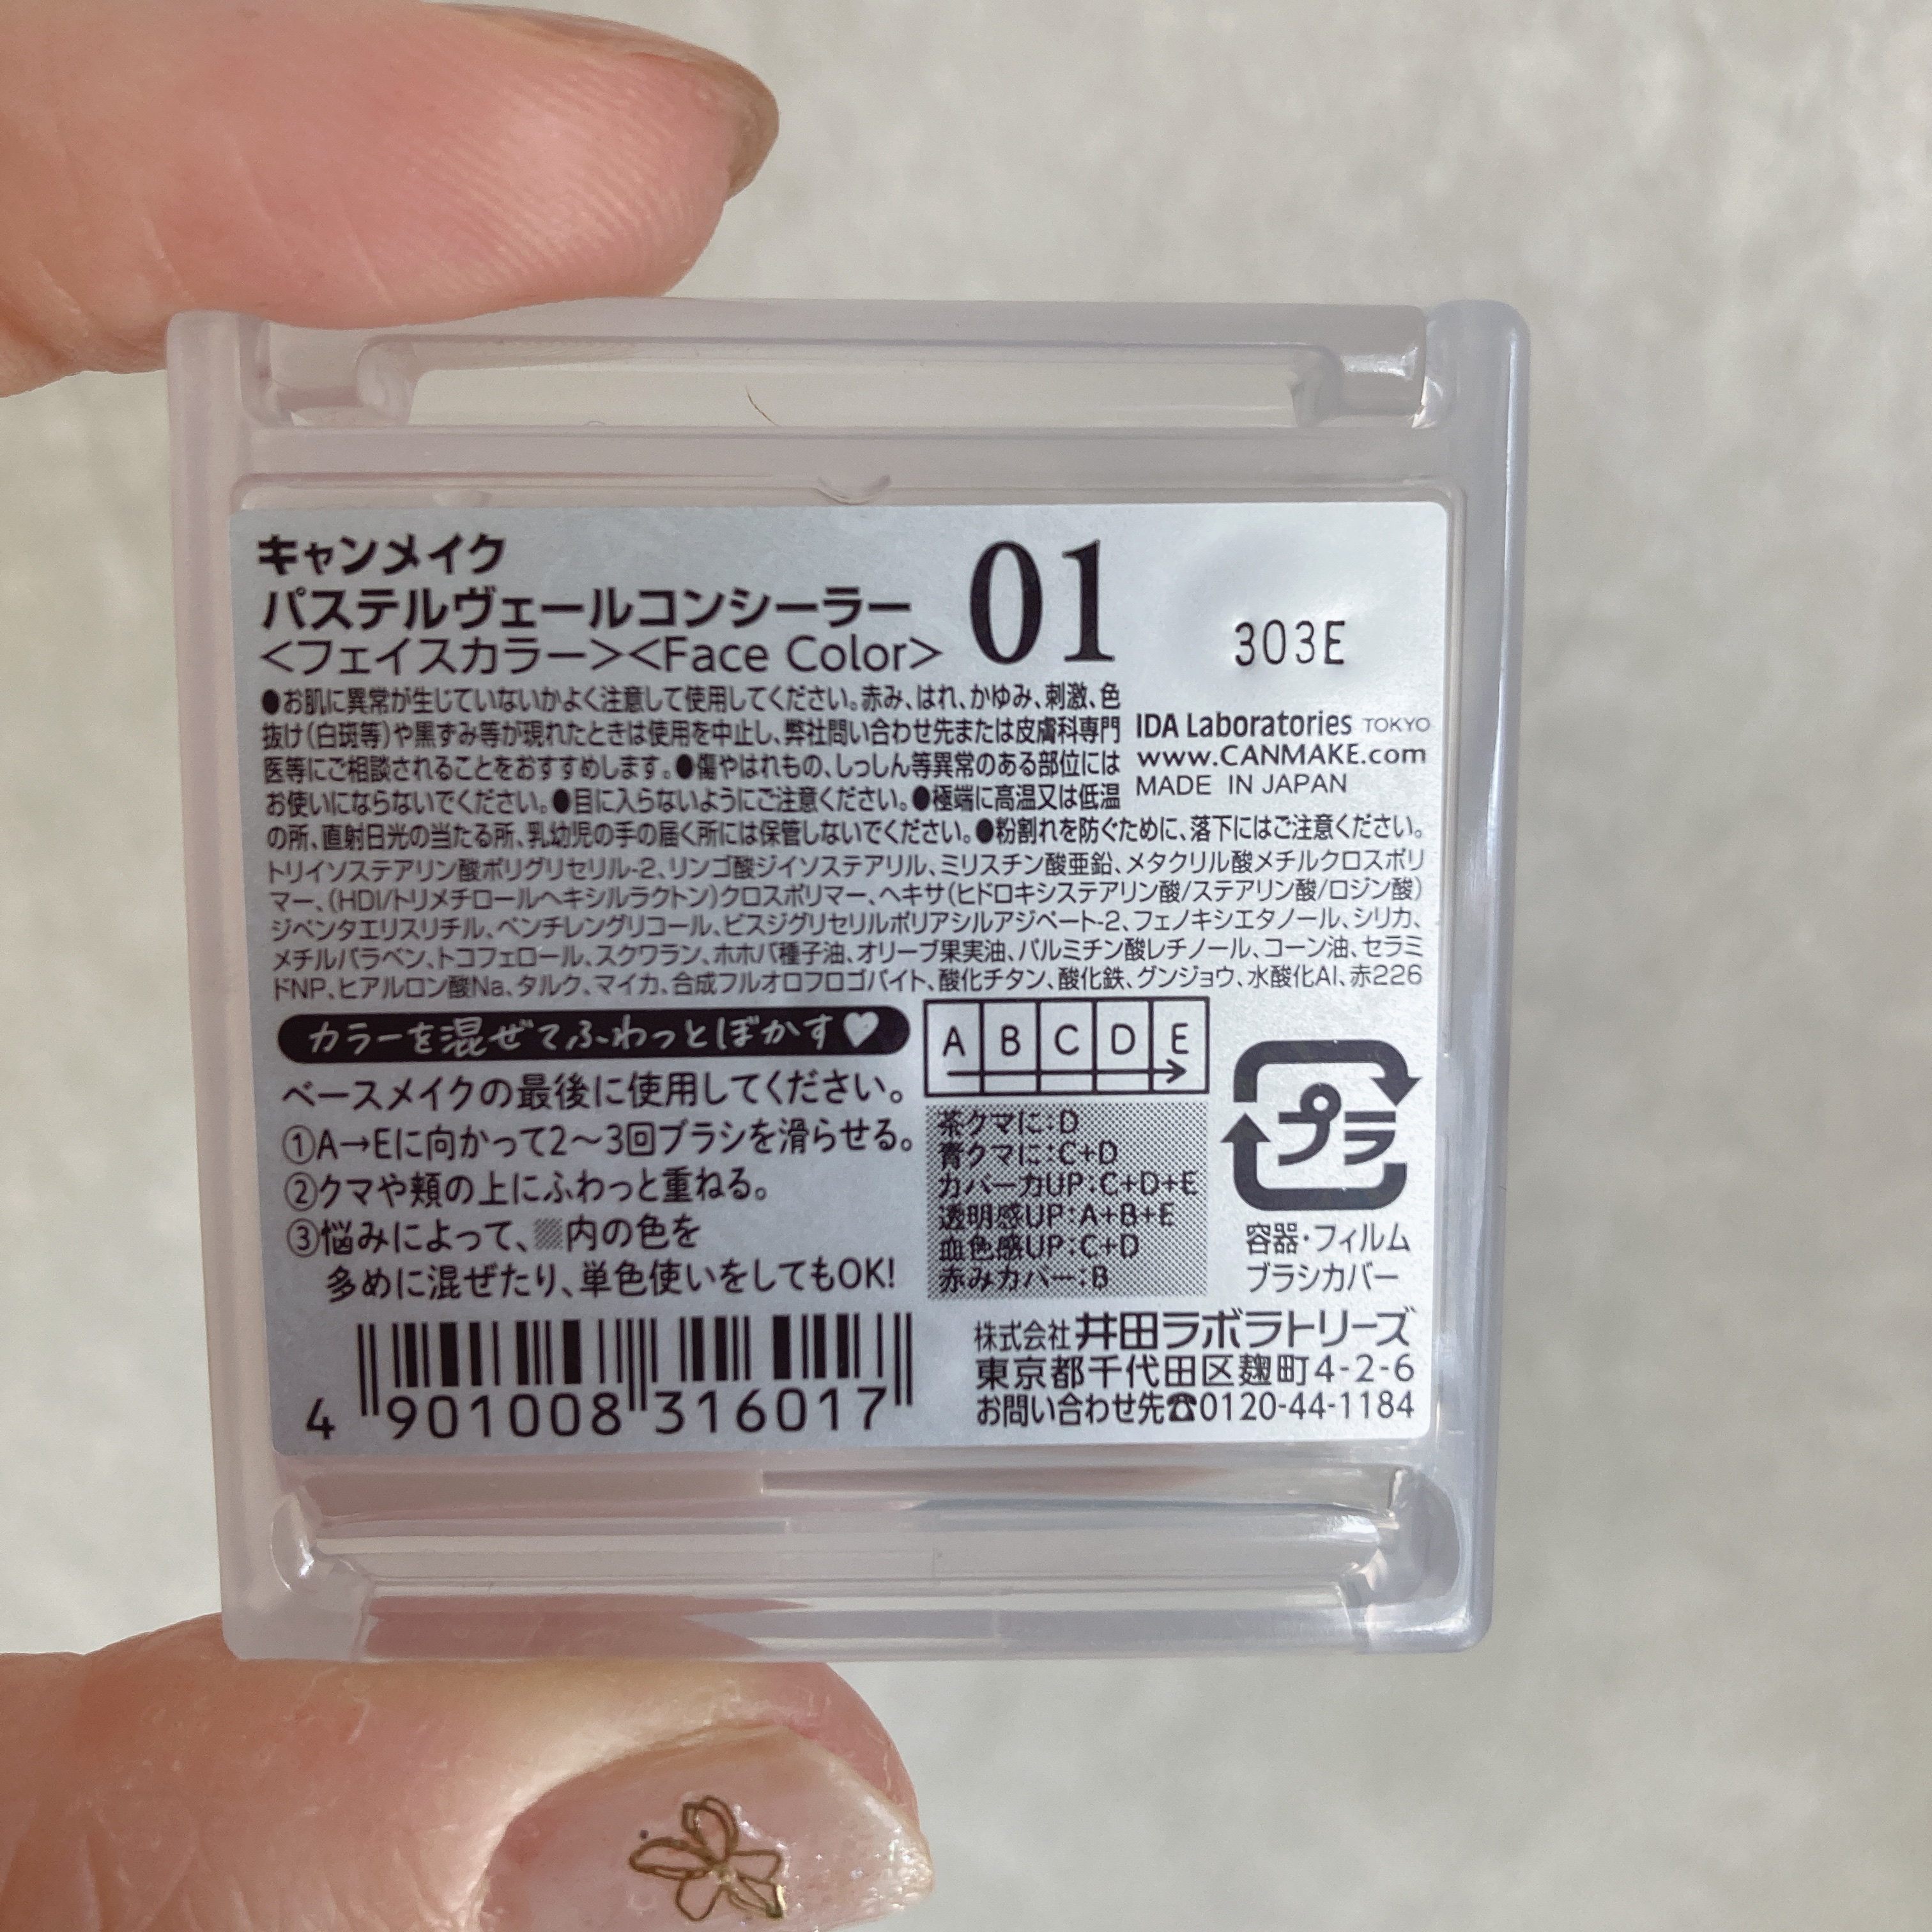 キャンメイク
パステルヴェールコンシーラー
<フェイスカラー><Face Color>
01
303E
●お肌に異常が生じていないかよく注意して使用してください。赤み、はれ、かゆみ、刺激、色
抜け(白斑等)や黒ずみ等が現れたときは使用を中止し、弊社問い合わせ先または皮膚科専門
医等にご相談されることをおすすめします。●傷やはれもの、しっしん等異常のある部位には
お使いにならないでください。●目に入らないようにご注意ください。●極端に高温又は低温
の所、直射日光の当たる所、乳幼児の手の届く所には保管しないでください。●粉割れを防ぐために、落下にはご注意ください。
IDA Laboratories TOKYO
www.CANMAKE.com
MADE IN JAPAN
トリイソステアリン酸ポリグリセリル-2、リンゴ酸ジイソステアリル、ミリスチン酸亜鉛、メタクリル酸メチルクロスポリ
マー、(HDI/トリメチロールヘキシルラクトン)クロスポリマー、ヘキサ(ヒドロキシステアリン酸/ステアリン酸/ロジン酸)
ジペンタエリスリチル、ペンチレングリコール、ビスジグリセリルポリアシルアジペート-2、フェノキシエタノール、シリカ、
メチルパラベン、トコフェロール、スクワラン、ホホバ種子油、オリーブ果実油、パルミチン酸レチノール、コーン油、セラミ
ドNP、ヒアルロン酸Na、タルク、マイカ、合成フルオロフロゴパイト、酸化チタン、酸化鉄、グンジョウ、水酸化Al、赤226
カラーを混ぜてふわっとぼかす♥
ベースメイクの最後に使用してください。
①A→Eに向かって2～3回ブラシを滑らせる。
②クマや頬の上にふわっと重ねる。
③悩みによって、▒内の色を
多めに混ぜたり、単色使いをしてもOK!
A B C D E
茶クマに:D
青クマに:C+D
カバー力UP:C+D+E
透明感UP:A+B+E
血色感UP:C+D
赤みカバー:B
プラ
容器・フィルム
ブラシカバー
4 901008 316017
株式会社 井田ラボラトリーズ
東京都千代田区麹町4-2-6
お問い合わせ先☎0120-44-1184